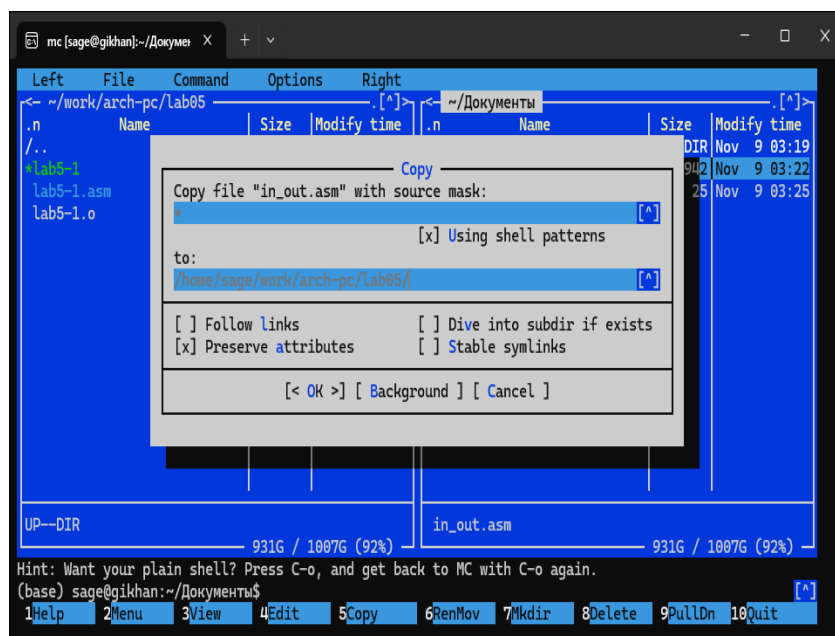 mc [sage@gikhan]:~/Докумен
Left File Command Options Right
<- ~/work/arch-pc/lab05 .[^]> <- ~/Документы .[^]>
.n Name Size Modify time .n Name Size Modify time
/.. DIR Nov 9 03:19
*lab5-1 942 Nov 9 03:22
lab5-1.asm 25 Nov 9 03:25
lab5-1.o
Copy
Copy file "in_out.asm" with source mask:
* [^]
[x] Using shell patterns
to:
/home/sage/work/arch-pc/lab05/ [^]
[ ] Follow links [ ] Dive into subdir if exists
[x] Preserve attributes [ ] Stable symlinks
[< OK >] [ Background ] [ Cancel ]
UP--DIR in_out.asm
931G / 1007G (92%) 931G / 1007G (92%)
Hint: Want your plain shell? Press C-o, and get back to MC with C-o again.
(base) sage@gikhan:~/Документы$ [^]
1Help 2Menu 3View 4Edit 5Copy 6RenMov 7Mkdir 8Delete 9PullDn 10Quit